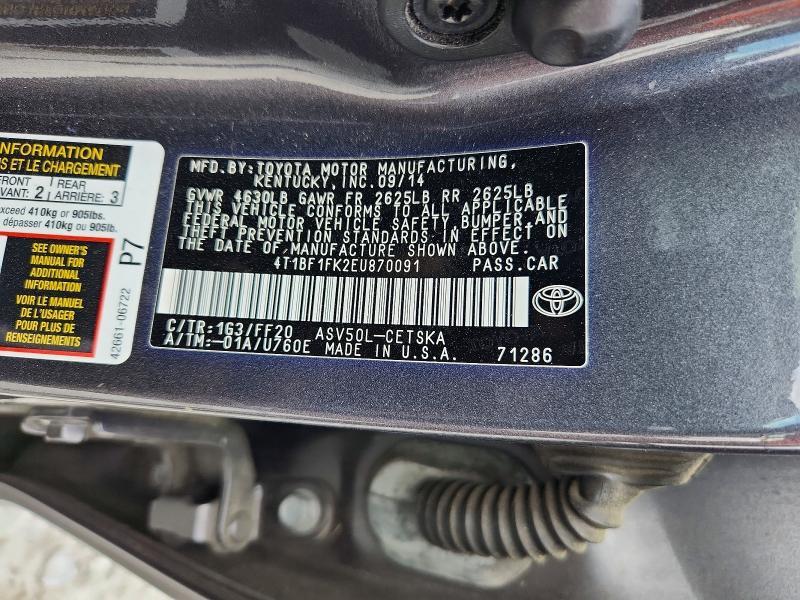 INFORMATION
NS ET LE CHARGEMENT
FRONT
AVANT: 2
REAR
ARRIÈRE: 3
exceed 410kg or 905lbs.
dépasser 410kg ou 905lb.
SEE OWNER'S
MANUAL FOR
ADDITIONAL
INFORMATION
VOIR LE MANUEL
DE L'USAGER
POUR PLUS DE
RENSEIGNEMENTS
P7
42661-06722
MFD.BY:TOYOTA MOTOR MANUFACTURING,
KENTUCKY, INC.09/14
GVWR 4630LB GAWR FR 2625LB RR 2625LB
THIS VEHICLE CONFORMS TO ALL APPLICABLE
FEDERAL MOTOR VEHICLE SAFETY,BUMPER,AND
THEFT PREVENTION STANDARDS IN EFFECT ON
THE DATE OF MANUFACTURE SHOWN ABOVE.
4T1BF1FK2EU870091 PASS.CAR
C/TR:1G3/FF20 ASV50L-CETSKA
A/TM:-01A/U760E MADE IN U.S.A. 71286